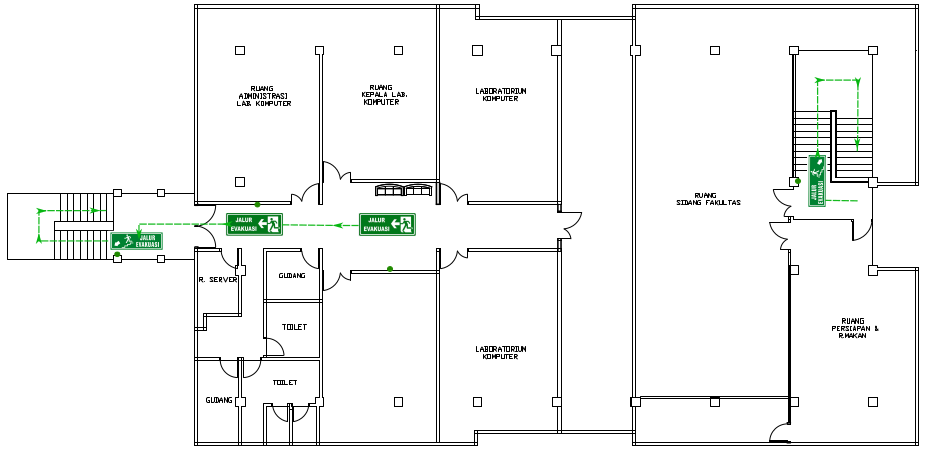 RUANG
ADMINISTRASI
LAB. KOMPUTER
RUANG
KEPALA LAB.
KOMPUTER
LABORATORIUM
KOMPUTER
RUANG
SIDANG FAKULTAS
JALUR
EVAKUASI
JALUR
EVAKUASI
JALUR
EVAKUASI
JALUR
EVAKUASI
R. SERVER
GUDANG
TOILET
TOILET
GUDANG
LABORATORIUM
KOMPUTER
RUANG
PERSIAPAN &
R.MAKAN